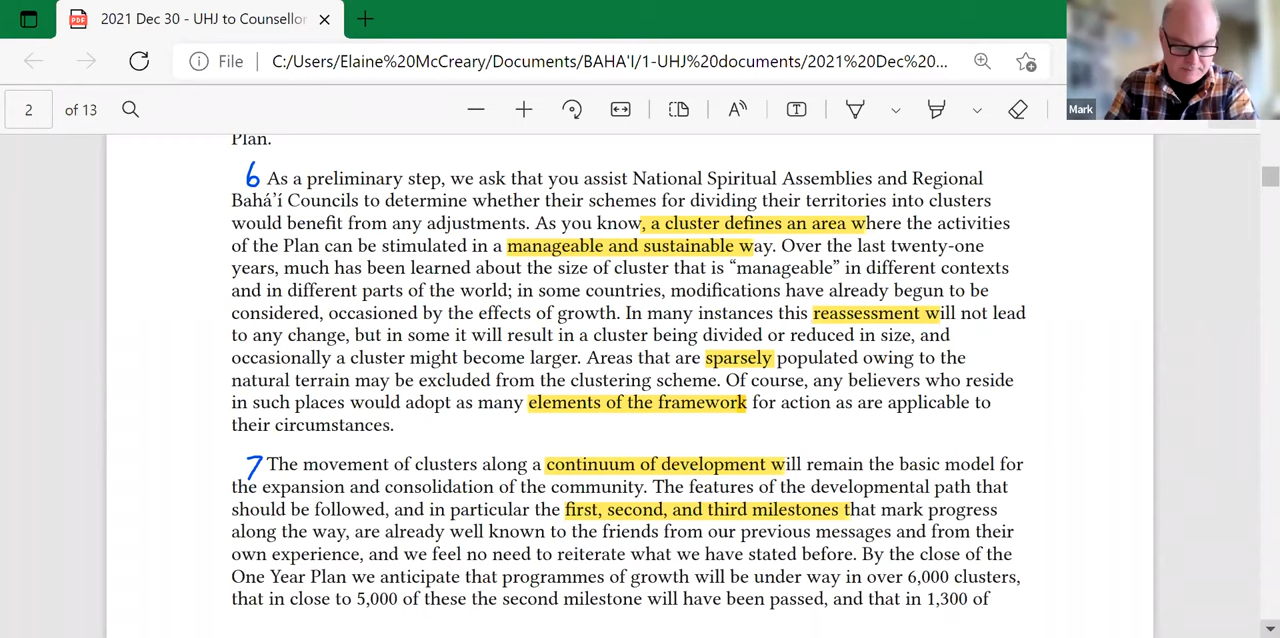 2021 Dec 30 - UHJ to Counsellor
File
C:/Users/Elaine%20McCreary/Documents/BAHA'I/1-UHJ%20documents/2021%20Dec%20...
2 of 13
Mark
Plan.
6 As a preliminary step, we ask that you assist National Spiritual Assemblies and Regional
Bahá’í Councils to determine whether their schemes for dividing their territories into clusters
would benefit from any adjustments. As you know, a cluster defines an area where the activities
of the Plan can be stimulated in a manageable and sustainable way. Over the last twenty-one
years, much has been learned about the size of cluster that is “manageable” in different contexts
and in different parts of the world; in some countries, modifications have already begun to be
considered, occasioned by the effects of growth. In many instances this reassessment will not lead
to any change, but in some it will result in a cluster being divided or reduced in size, and
occasionally a cluster might become larger. Areas that are sparsely populated owing to the
natural terrain may be excluded from the clustering scheme. Of course, any believers who reside
in such places would adopt as many elements of the framework for action as are applicable to
their circumstances.
7 The movement of clusters along a continuum of development will remain the basic model for
the expansion and consolidation of the community. The features of the developmental path that
should be followed, and in particular the first, second, and third milestones that mark progress
along the way, are already well known to the friends from our previous messages and from their
own experience, and we feel no need to reiterate what we have stated before. By the close of the
One Year Plan we anticipate that programmes of growth will be under way in over 6,000 clusters,
that in close to 5,000 of these the second milestone will have been passed, and that in 1,300 of